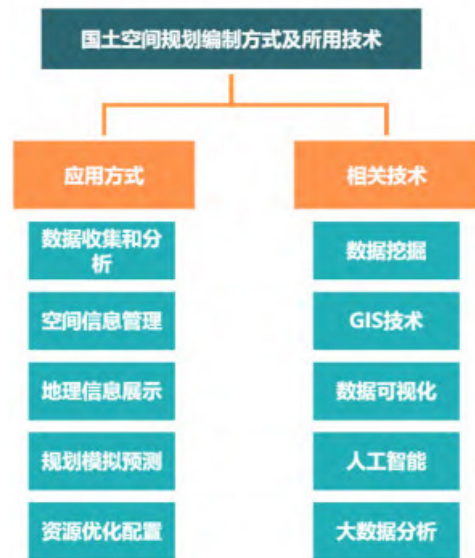 国土空间规划编制方式及所用技术
应用方式
相关技术
数据收集和分
析
数据挖掘
空间信息管理
GIS技术
地理信息展示
数据可视化
规划模拟预测
人工智能
资源优化配置
大数据分析